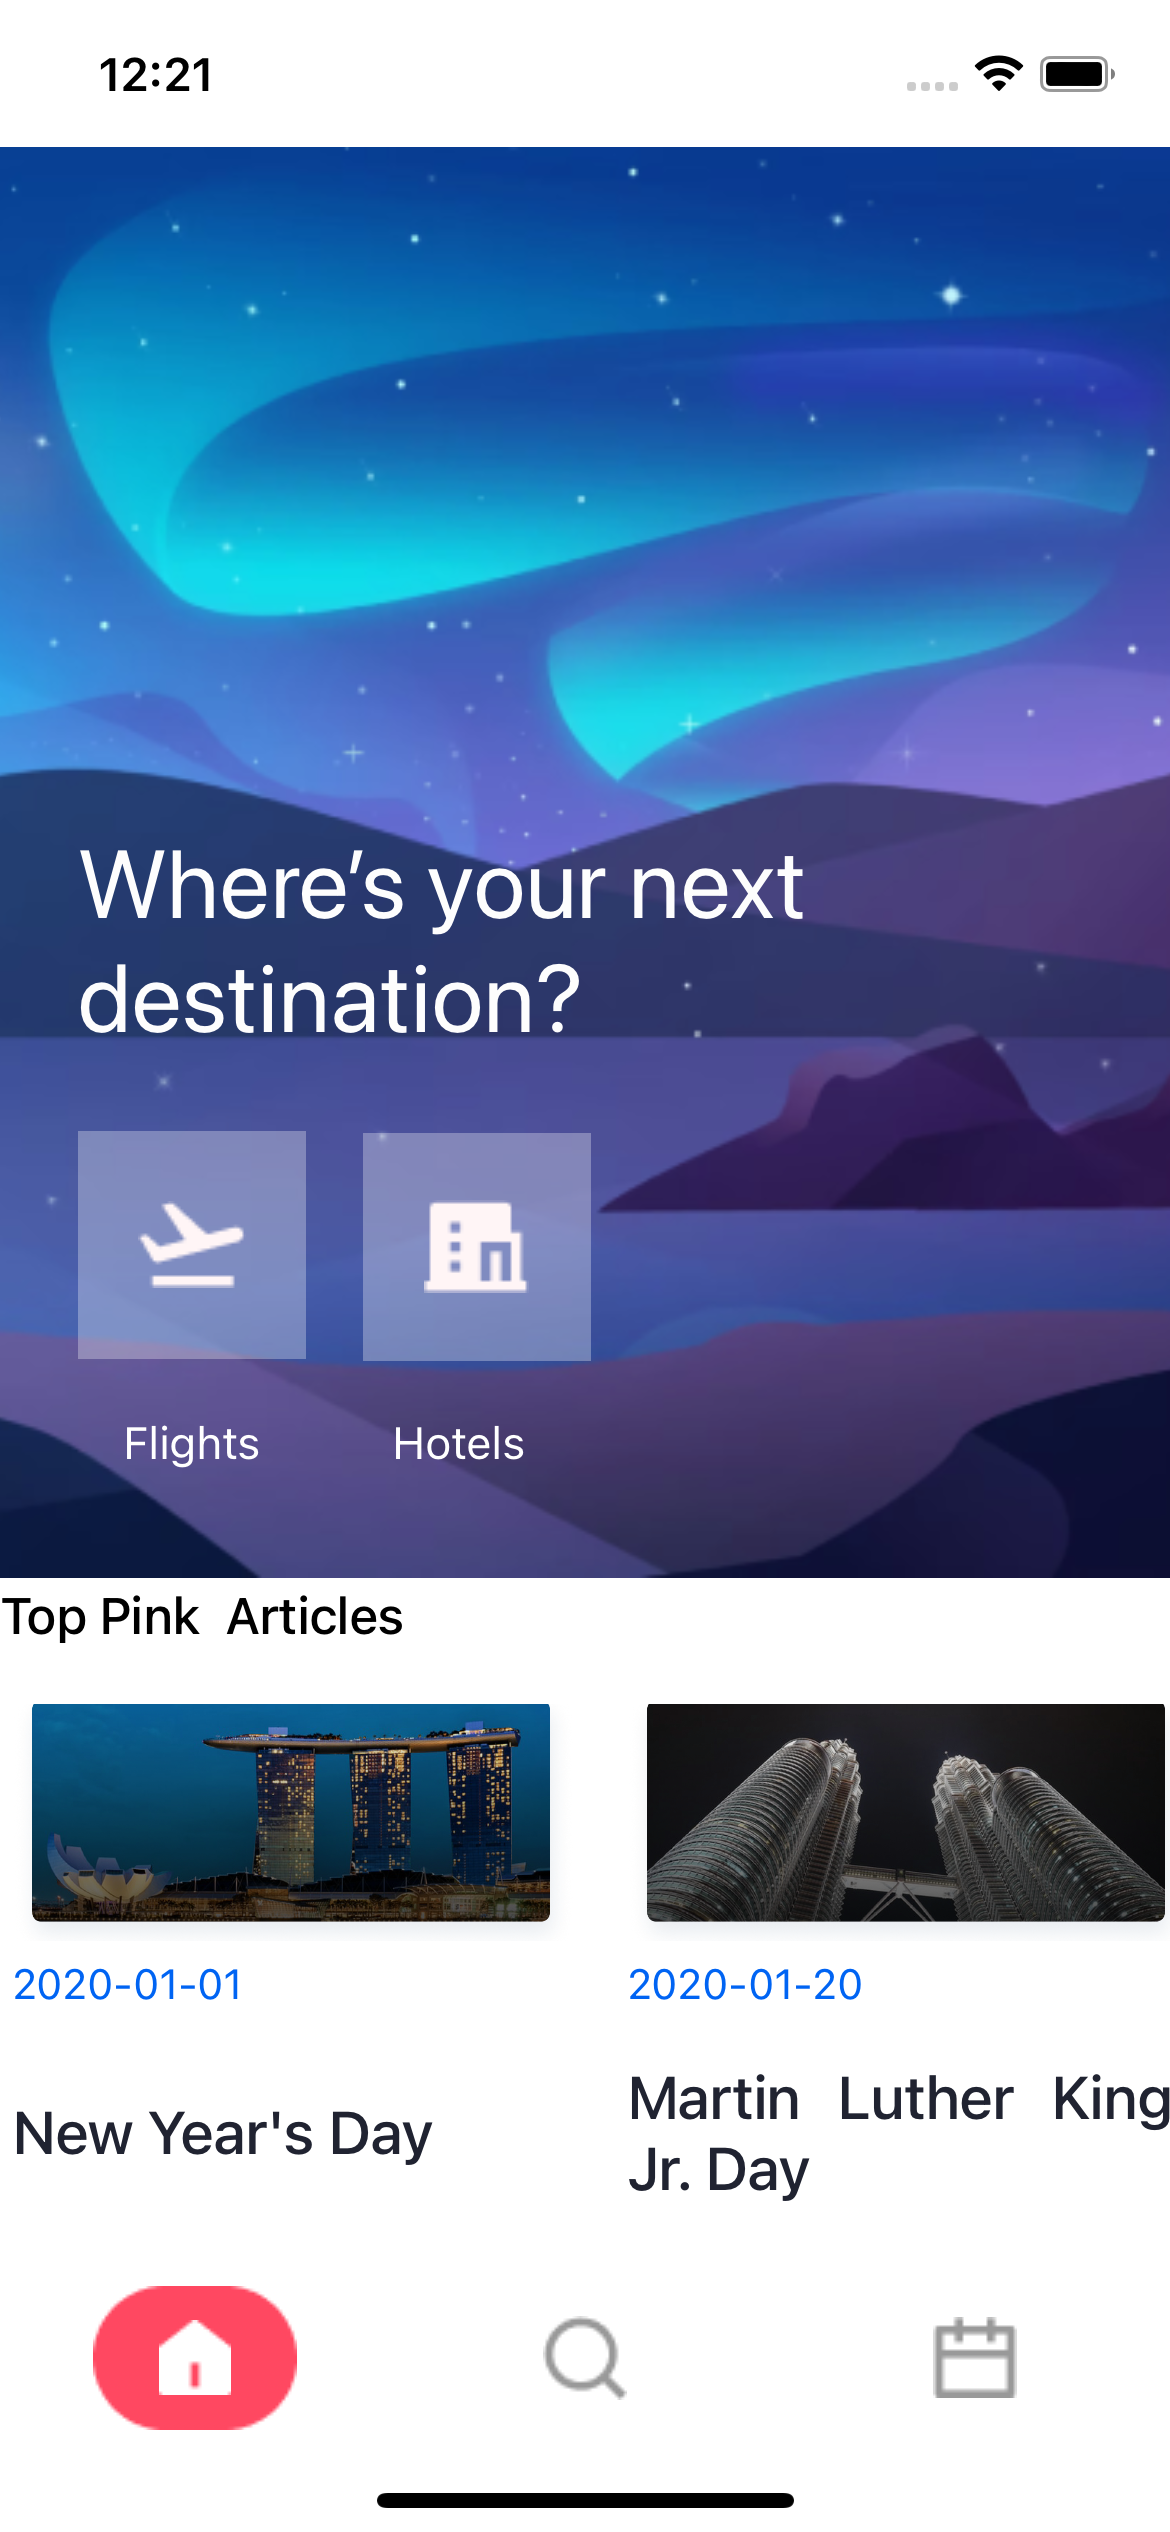 12:21
Where’s your next
destination?
Flights
Hotels
Top Pink Articles
2020-01-01
2020-01-20
New Year's Day
Martin Luther King
Jr. Day